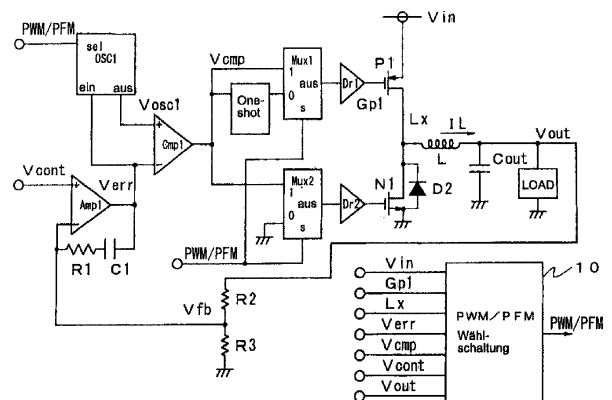 PWM/PFM
sel
OSC1
ein aus
Vosc1
Vcmp
Cmp1
One-
shot
Mux1
1
0
aus
s
Dr1
Gp1
P1
Vin
Lx
IL
L
Vout
Cout
LOAD
Mux2
1
aus
0
s
Dr2
N1
D2
Vcont
Verr
Amp1
R1 C1
PWM/PFM
Vfb
R2
R3
Vin
Gp1
Lx
Verr
Vcmp
Vcont
Vout
PWM/PFM
Wähl-
schaltung
10
PWM/PFM